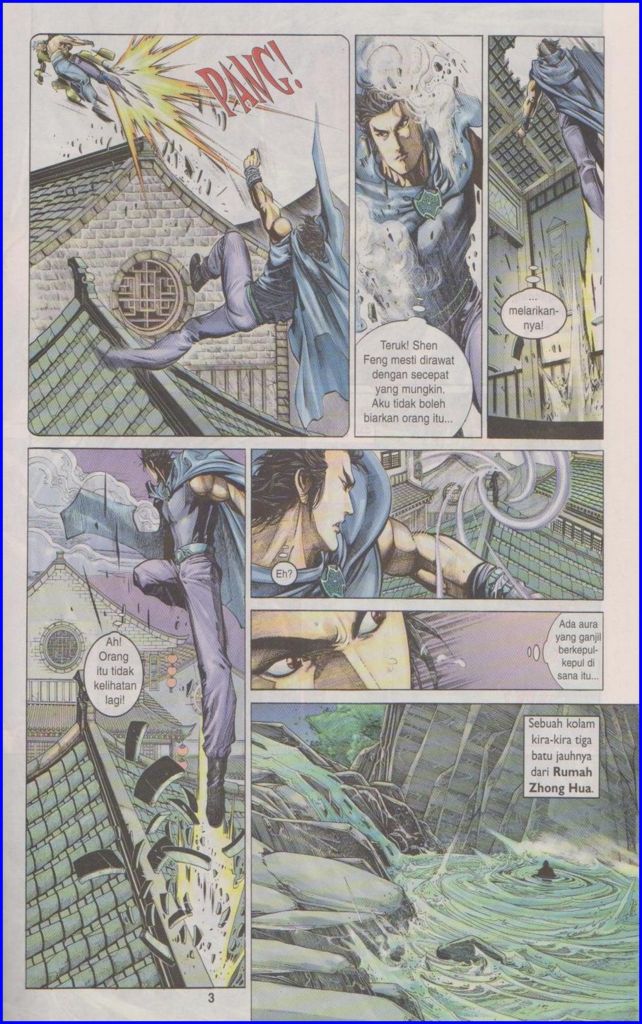 PANG!
Teruk! Shen
Feng mesti dirawat
dengan secepat
yang mungkin.
Aku tidak boleh
biarkan orang itu...
...
melarikan-
nya!
Ah!
Orang
itu tidak
kelihatan
lagi!
Eh?
Ada aura
yang ganjil
berkepul-
kepul di
sana itu...
Sebuah kolam
kira-kira tiga
batu jauhnya
dari Rumah
Zhong Hua.
3